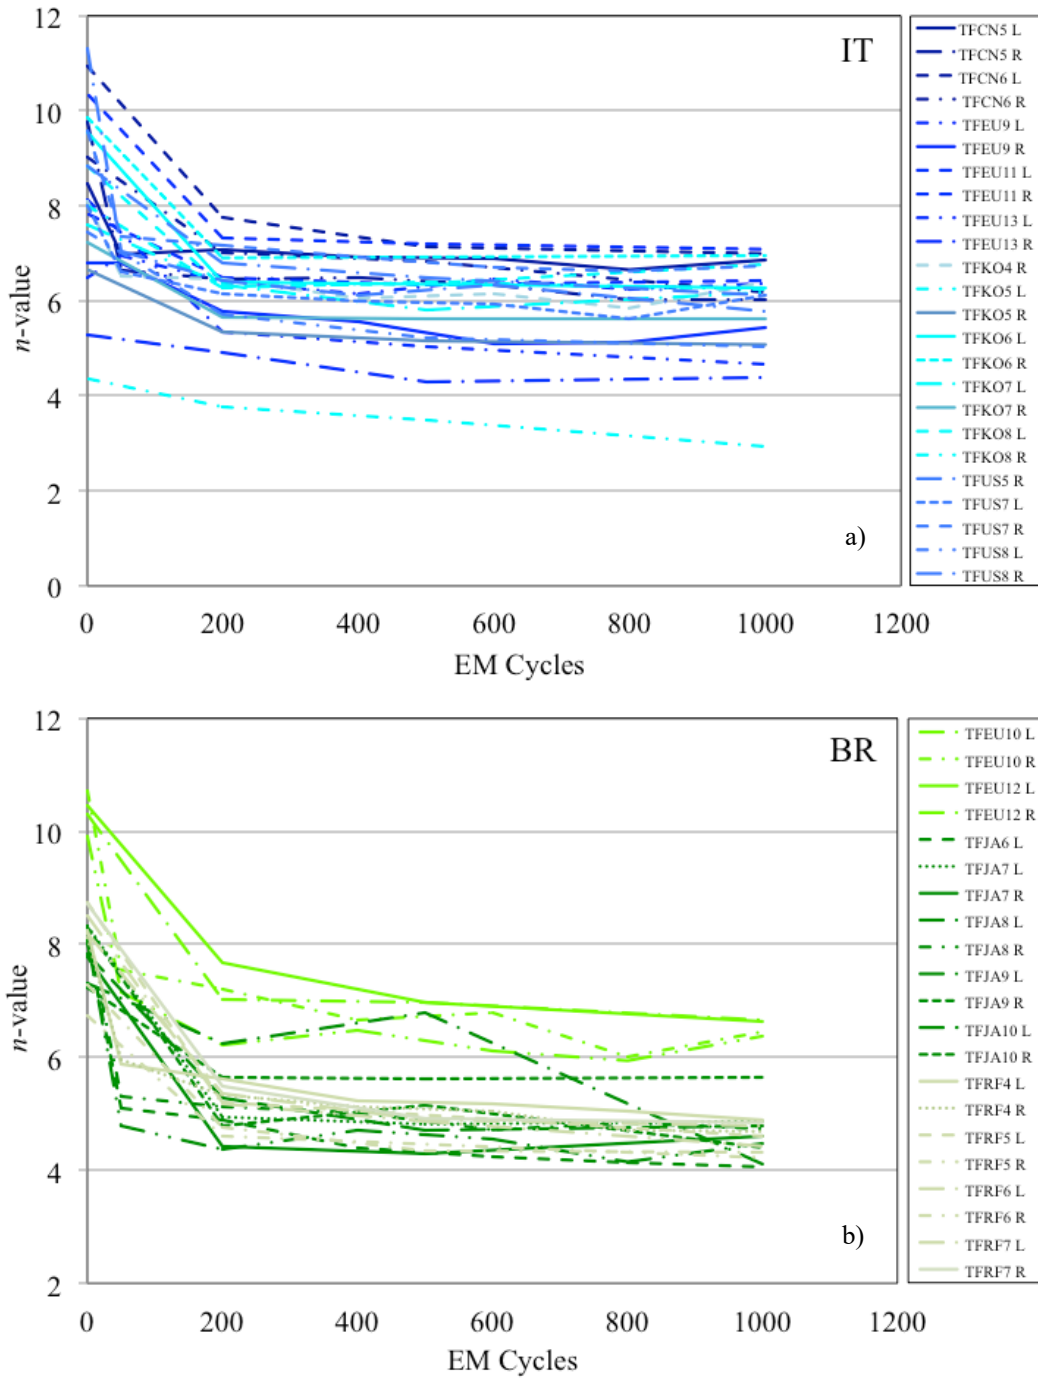 12
10
8
6
4
2
0
n-value
IT
a)
0
200
400
600
800
1000
1200
EM Cycles
TFCN5 L
TFCN5 R
TFCN6 L
TFCN6 R
TFEU9 L
TFEU9 R
TFEU11 L
TFEU11 R
TFEU13 L
TFEU13 R
TFKO4 R
TFKO5 L
TFKO5 R
TFKO6 L
TFKO6 R
TFKO7 L
TFKO7 R
TFKO8 L
TFKO8 R
TFUS5 R
TFUS7 L
TFUS7 R
TFUS8 L
TFUS8 R
12
10
8
6
4
2
n-value
BR
b)
0
200
400
600
800
1000
1200
EM Cycles
TFEU10 L
TFEU10 R
TFEU12 L
TFEU12 R
TFJA6 L
TFJA7 L
TFJA7 R
TFJA8 L
TFJA8 R
TFJA9 L
TFJA9 R
TFJA10 L
TFJA10 R
TFRF4 L
TFRF4 R
TFRF5 L
TFRF5 R
TFRF6 L
TFRF6 R
TFRF7 L
TFRF7 R